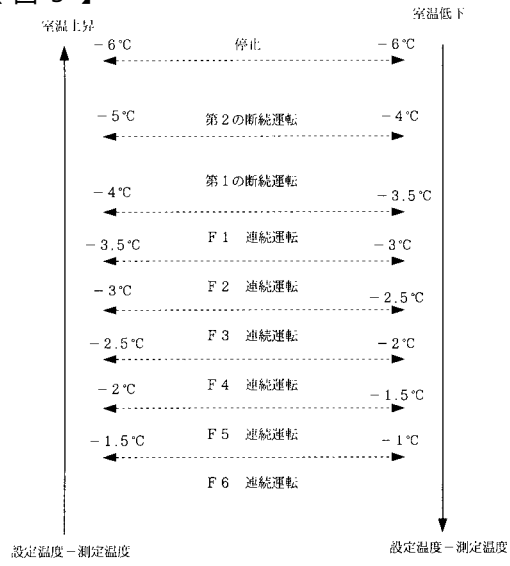 室温上昇
室温低下
－6℃ 停止 －6℃
－5℃ 第2の断続運転 －4℃
－4℃ 第1の断続運転 －3.5℃
－3.5℃ F1 連続運転 －3℃
－3℃ F2 連続運転 －2.5℃
－2.5℃ F3 連続運転 －2℃
－2℃ F4 連続運転 －1.5℃
－1.5℃ F5 連続運転 －1℃
F6 連続運転
設定温度－測定温度
設定温度－測定温度